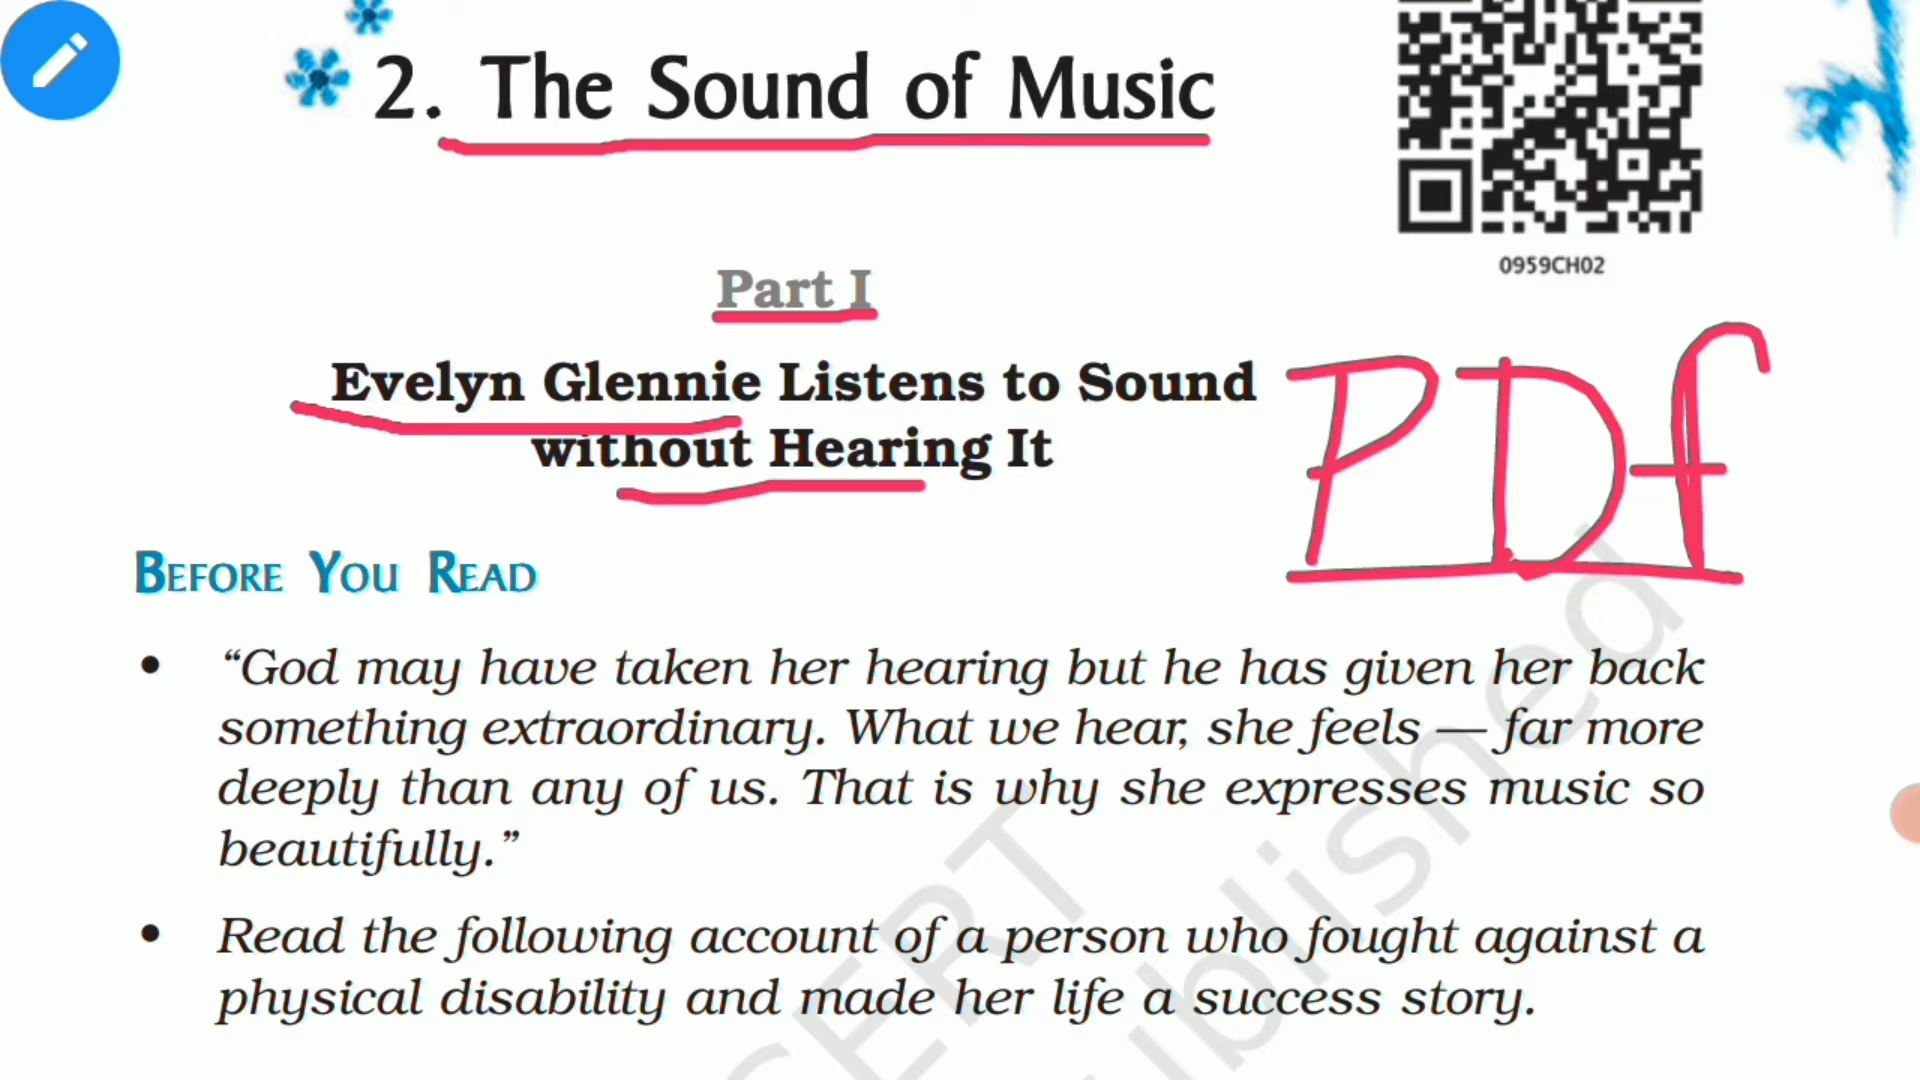 2. The Sound of Music
0959CH02
Part I
Evelyn Glennie Listens to Sound
without Hearing It
PDf
BEFORE YOU READ
• “God may have taken her hearing but he has given her back
something extraordinary. What we hear, she feels — far more
deeply than any of us. That is why she expresses music so
beautifully.”
• Read the following account of a person who fought against a
physical disability and made her life a success story.